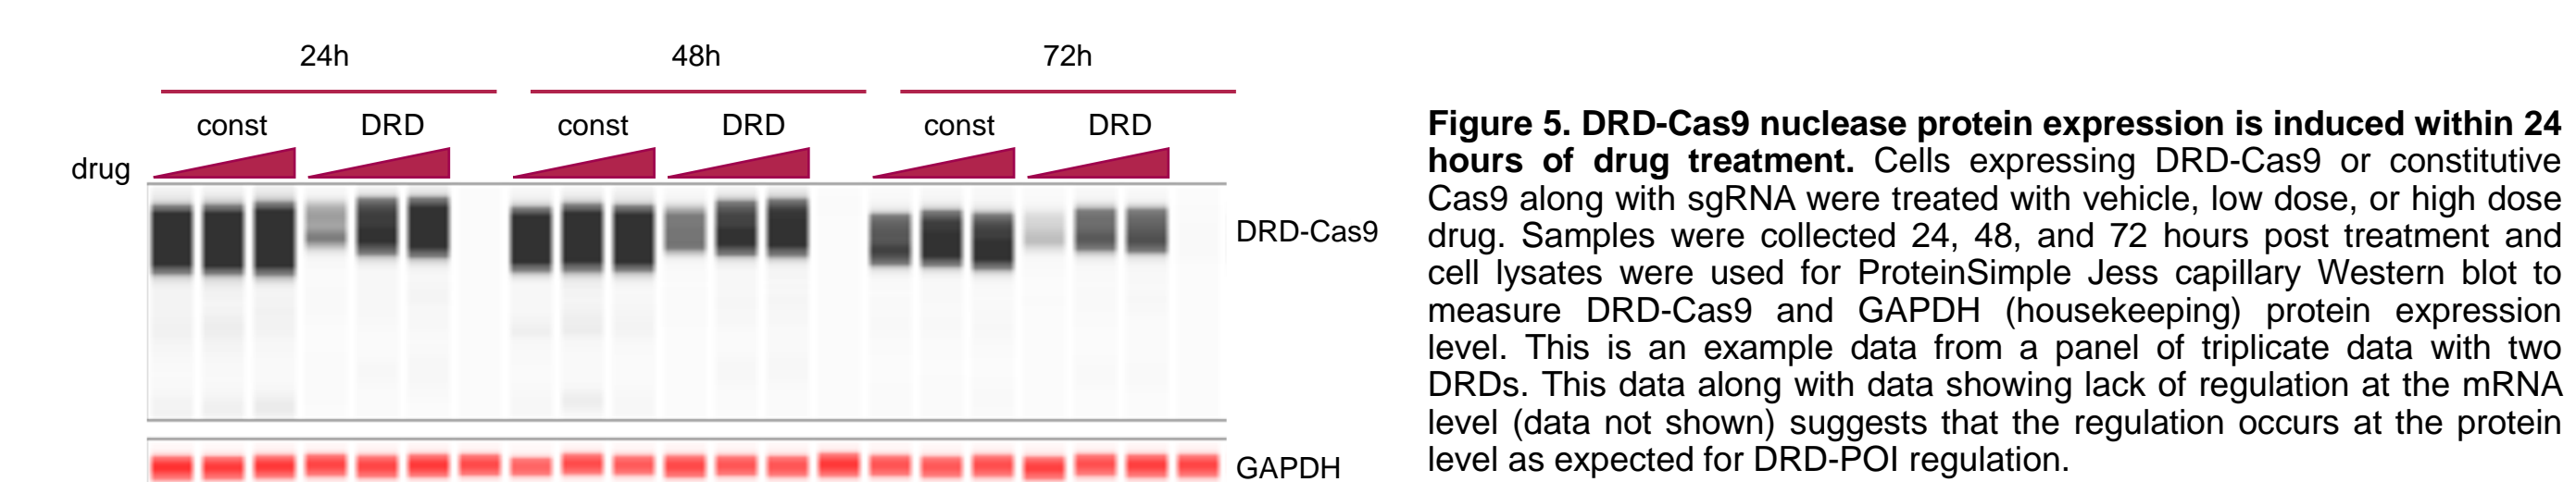 24h 48h 72h
const DRD const DRD const DRD
drug
DRD-Cas9
GAPDH
Figure 5. DRD-Cas9 nuclease protein expression is induced within 24
hours of drug treatment. Cells expressing DRD-Cas9 or constitutive
Cas9 along with sgRNA were treated with vehicle, low dose, or high dose
drug. Samples were collected 24, 48, and 72 hours post treatment and
cell lysates were used for ProteinSimple Jess capillary Western blot to
measure DRD-Cas9 and GAPDH (housekeeping) protein expression
level. This is an example data from a panel of triplicate data with two
DRDs. This data along with data showing lack of regulation at the mRNA
level (data not shown) suggests that the regulation occurs at the protein
level as expected for DRD-POI regulation.